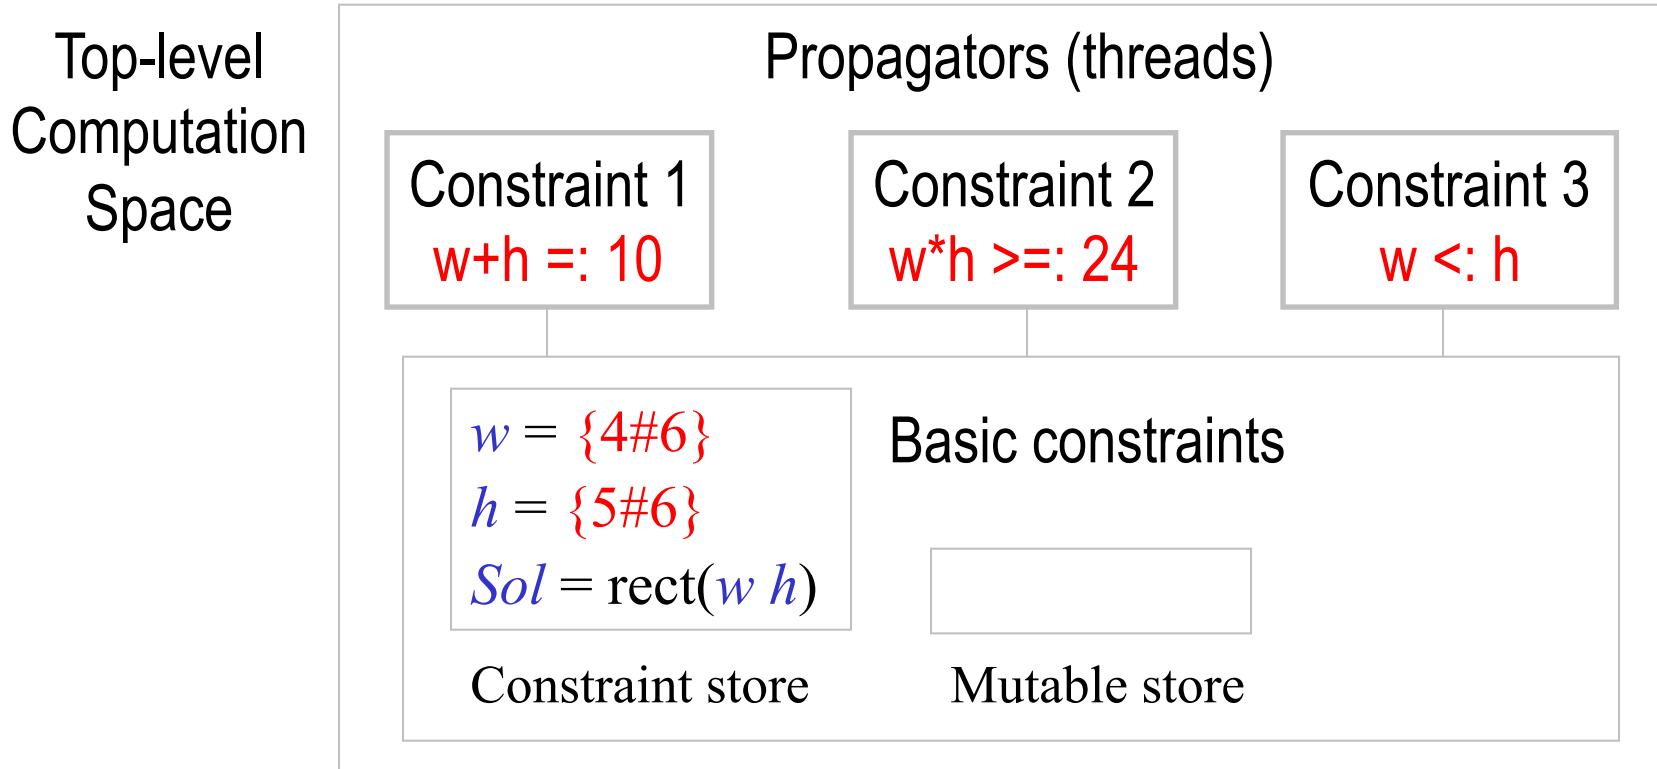 Top-level
Computation
Space
Propagators (threads)
Constraint 1
w+h =: 10
Constraint 2
w*h >=: 24
Constraint 3
w <: h
w = {4#6}
h = {5#6}
Sol = rect(w h)
Constraint store
Basic constraints
Mutable store